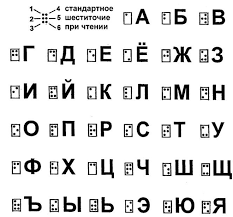 1 4 стандартное
2 5 шеститочие
3 6 при чтении
А Б В
Г Д Е Ё Ж З
И Й К Л М Н
О П Р С Т У
Ф Х Ц Ч Ш Щ
Ъ Ы Ь Э Ю Я